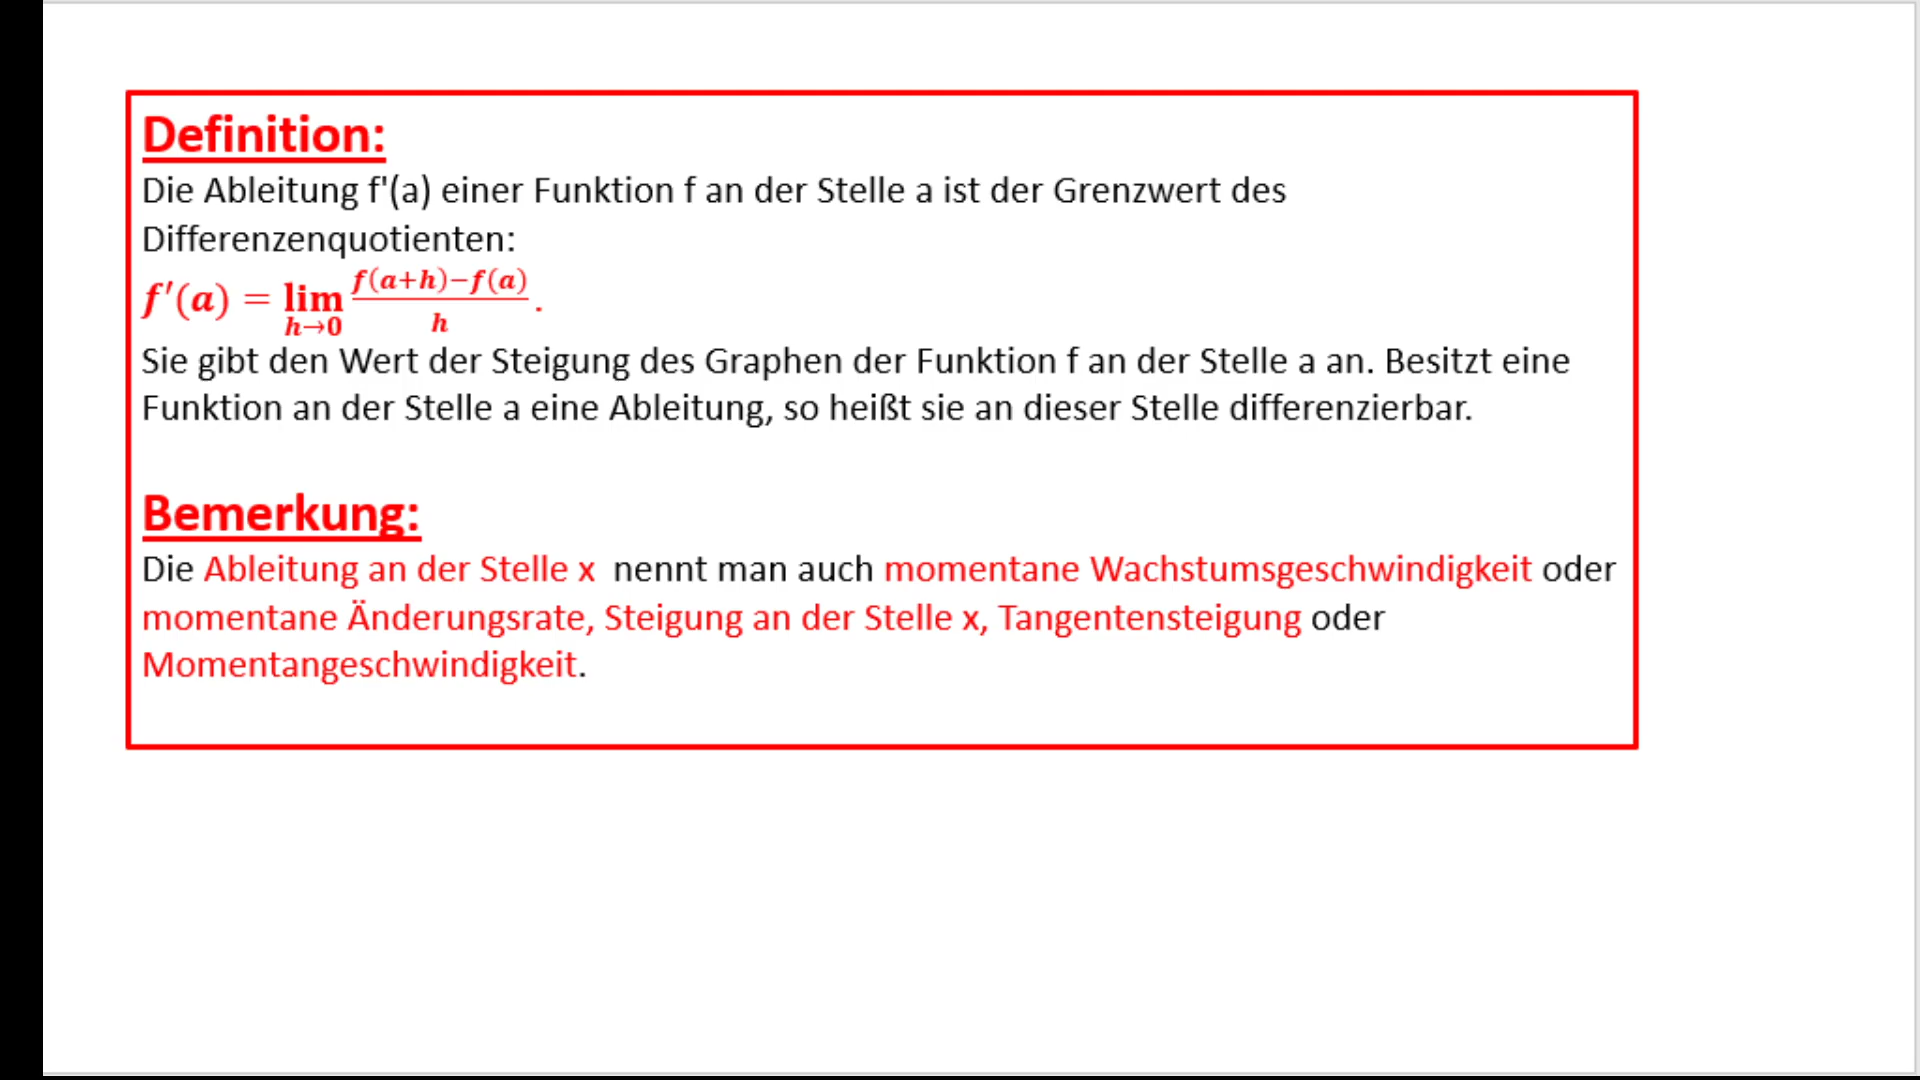 Definition:
Die Ableitung f'(a) einer Funktion f an der Stelle a ist der Grenzwert des
Differenzenquotienten:
f′(a) = lim h→0 f(a+h)−f(a) / h .
Sie gibt den Wert der Steigung des Graphen der Funktion f an der Stelle a an. Besitzt eine
Funktion an der Stelle a eine Ableitung, so heißt sie an dieser Stelle differenzierbar.
Bemerkung:
Die Ableitung an der Stelle x  nennt man auch momentane Wachstumsgeschwindigkeit oder
momentane Änderungsrate, Steigung an der Stelle x, Tangentensteigung oder
Momentangeschwindigkeit.